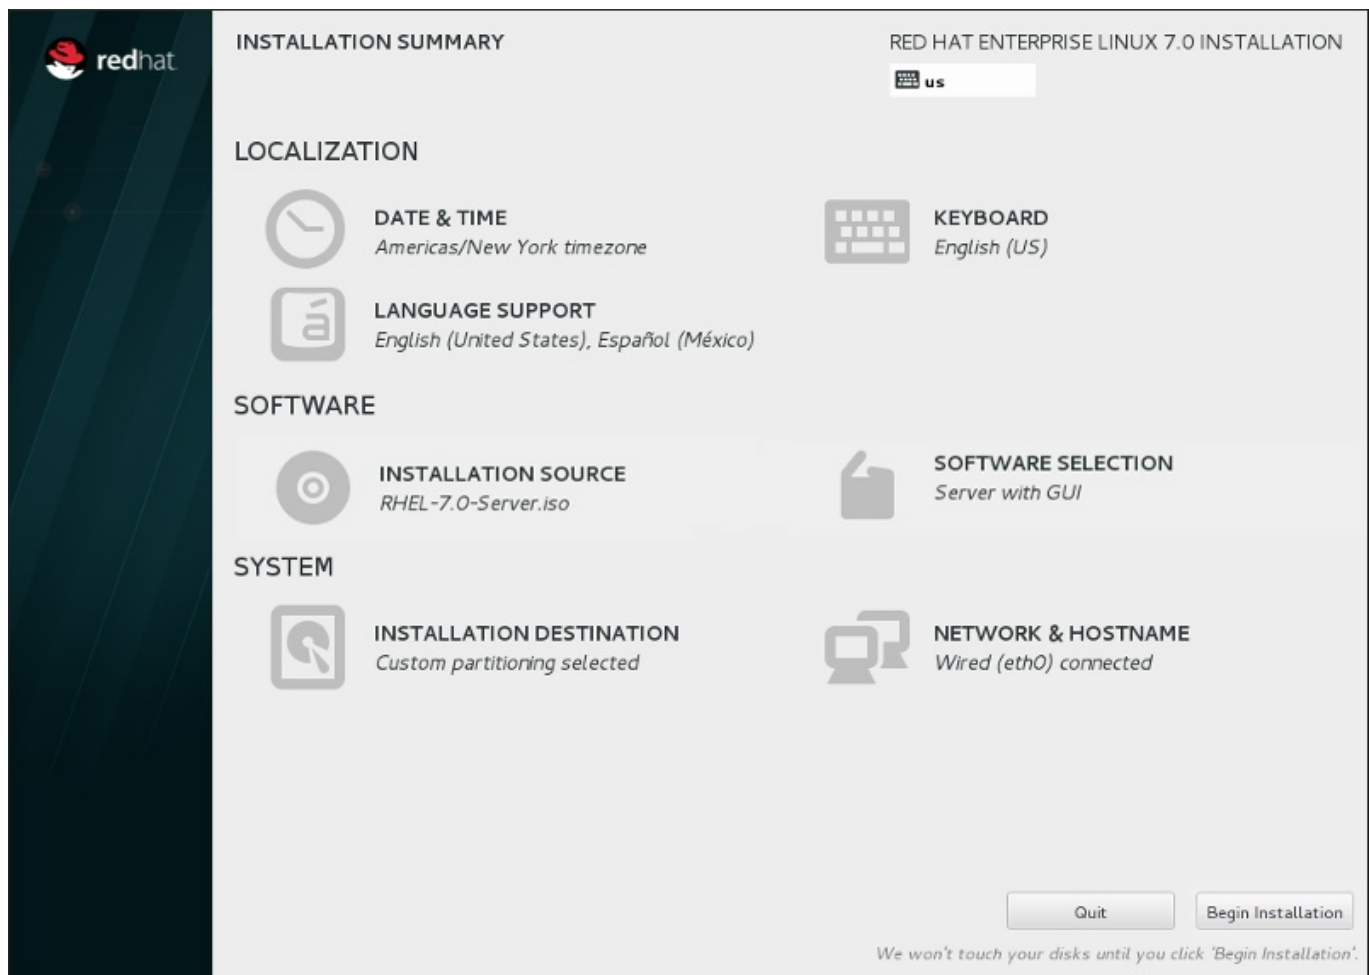 redhat
INSTALLATION SUMMARY
RED HAT ENTERPRISE LINUX 7.0 INSTALLATION
us
LOCALIZATION
DATE & TIME
Americas/New York timezone
KEYBOARD
English (US)
LANGUAGE SUPPORT
English (United States), Español (México)
SOFTWARE
INSTALLATION SOURCE
RHEL-7.0-Server.iso
SOFTWARE SELECTION
Server with GUI
SYSTEM
INSTALLATION DESTINATION
Custom partitioning selected
NETWORK & HOSTNAME
Wired (eth0) connected
Quit
Begin Installation
We won't touch your disks until you click 'Begin Installation'.